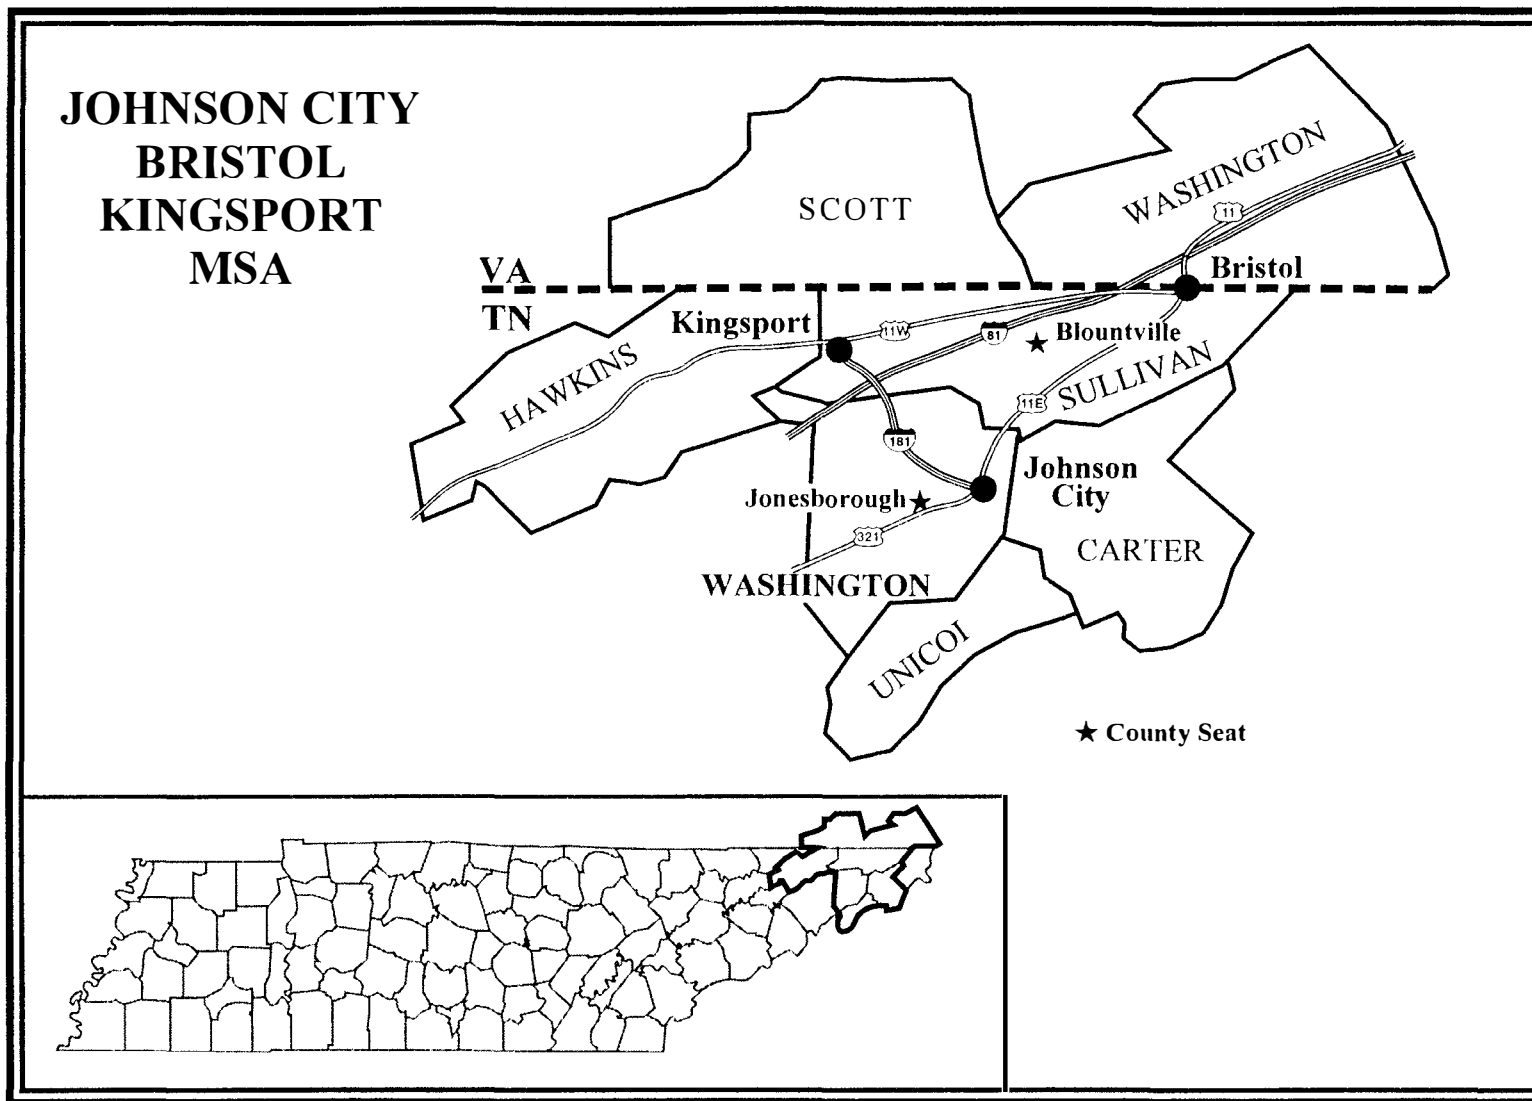 JOHNSON CITY
BRISTOL
KINGSPORT
MSA
WASHINGTON
SCOTT
11
VA
Bristol
TN
Kingsport
11W
81
Blountville
HAWKINS
SULLIVAN
11E
181
Johnson
City
Jonesborough
321
CARTER
WASHINGTON
UNICOI
★ County Seat